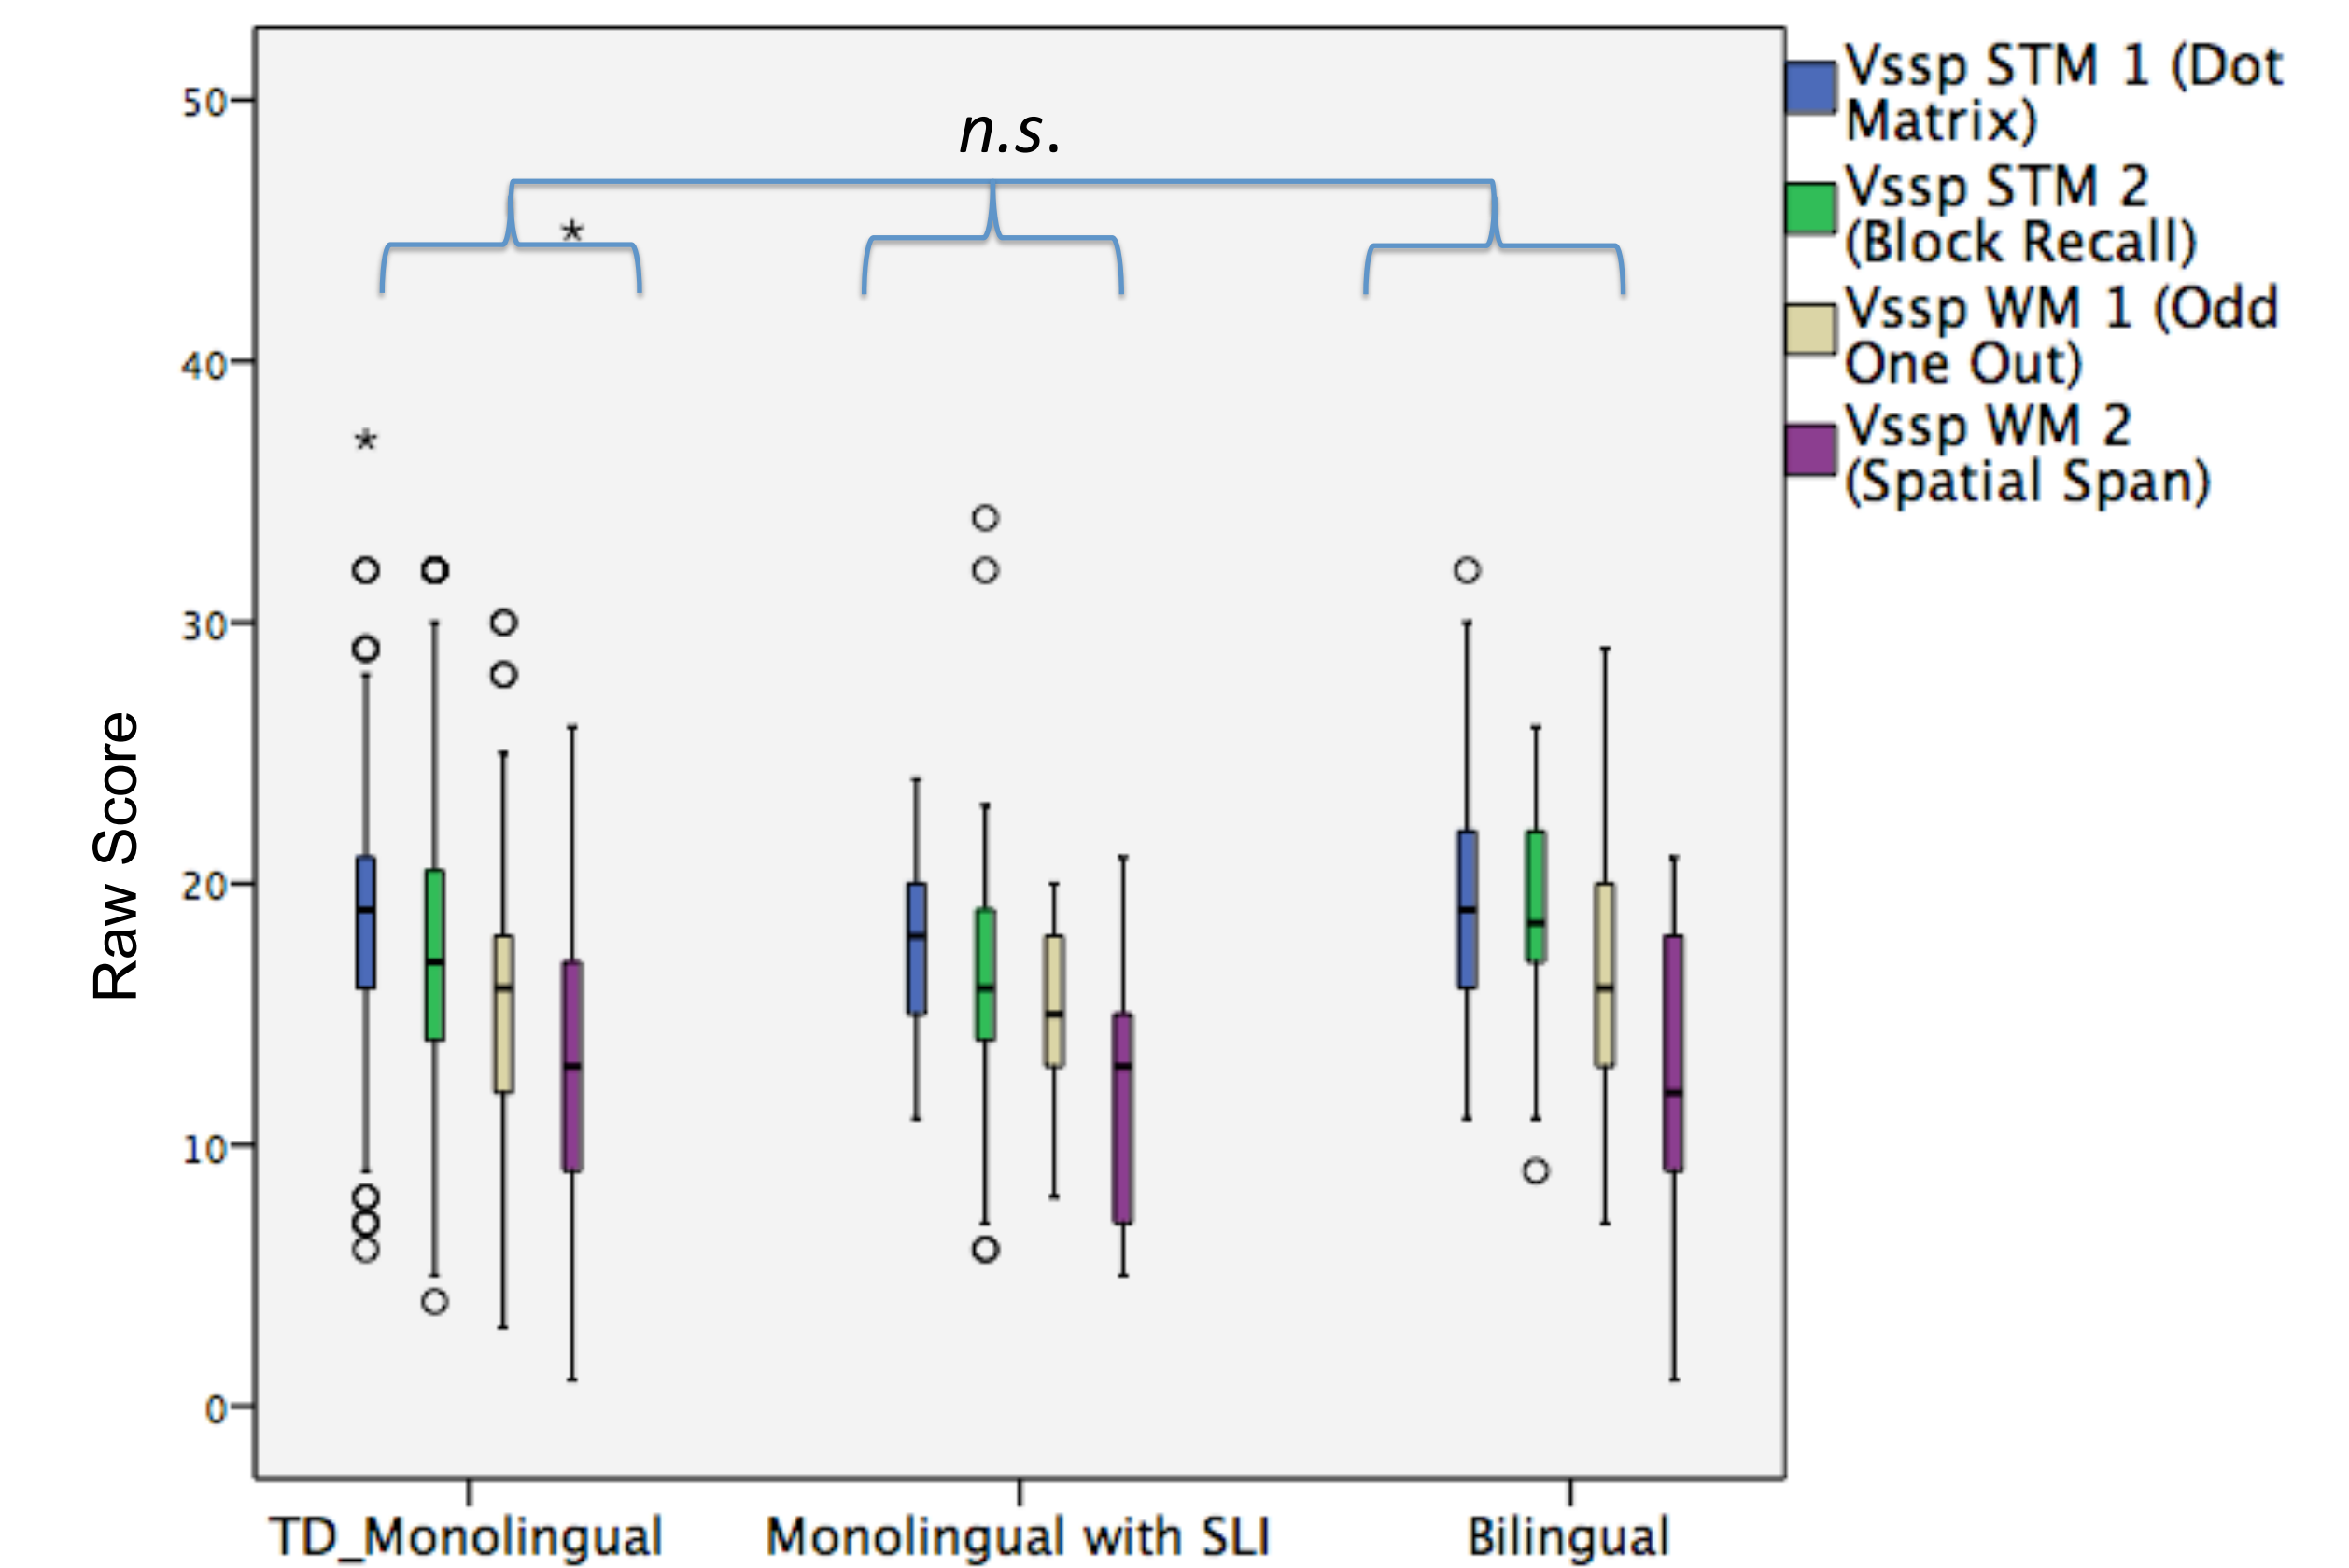 Vssp STM 1 (Dot
Matrix)
Vssp STM 2
(Block Recall)
Vssp WM 1 (Odd
One Out)
Vssp WM 2
(Spatial Span)
n.s.
*
*
50
40
30
20
10
0
Raw Score
TD_Monolingual
Monolingual with SLI
Bilingual